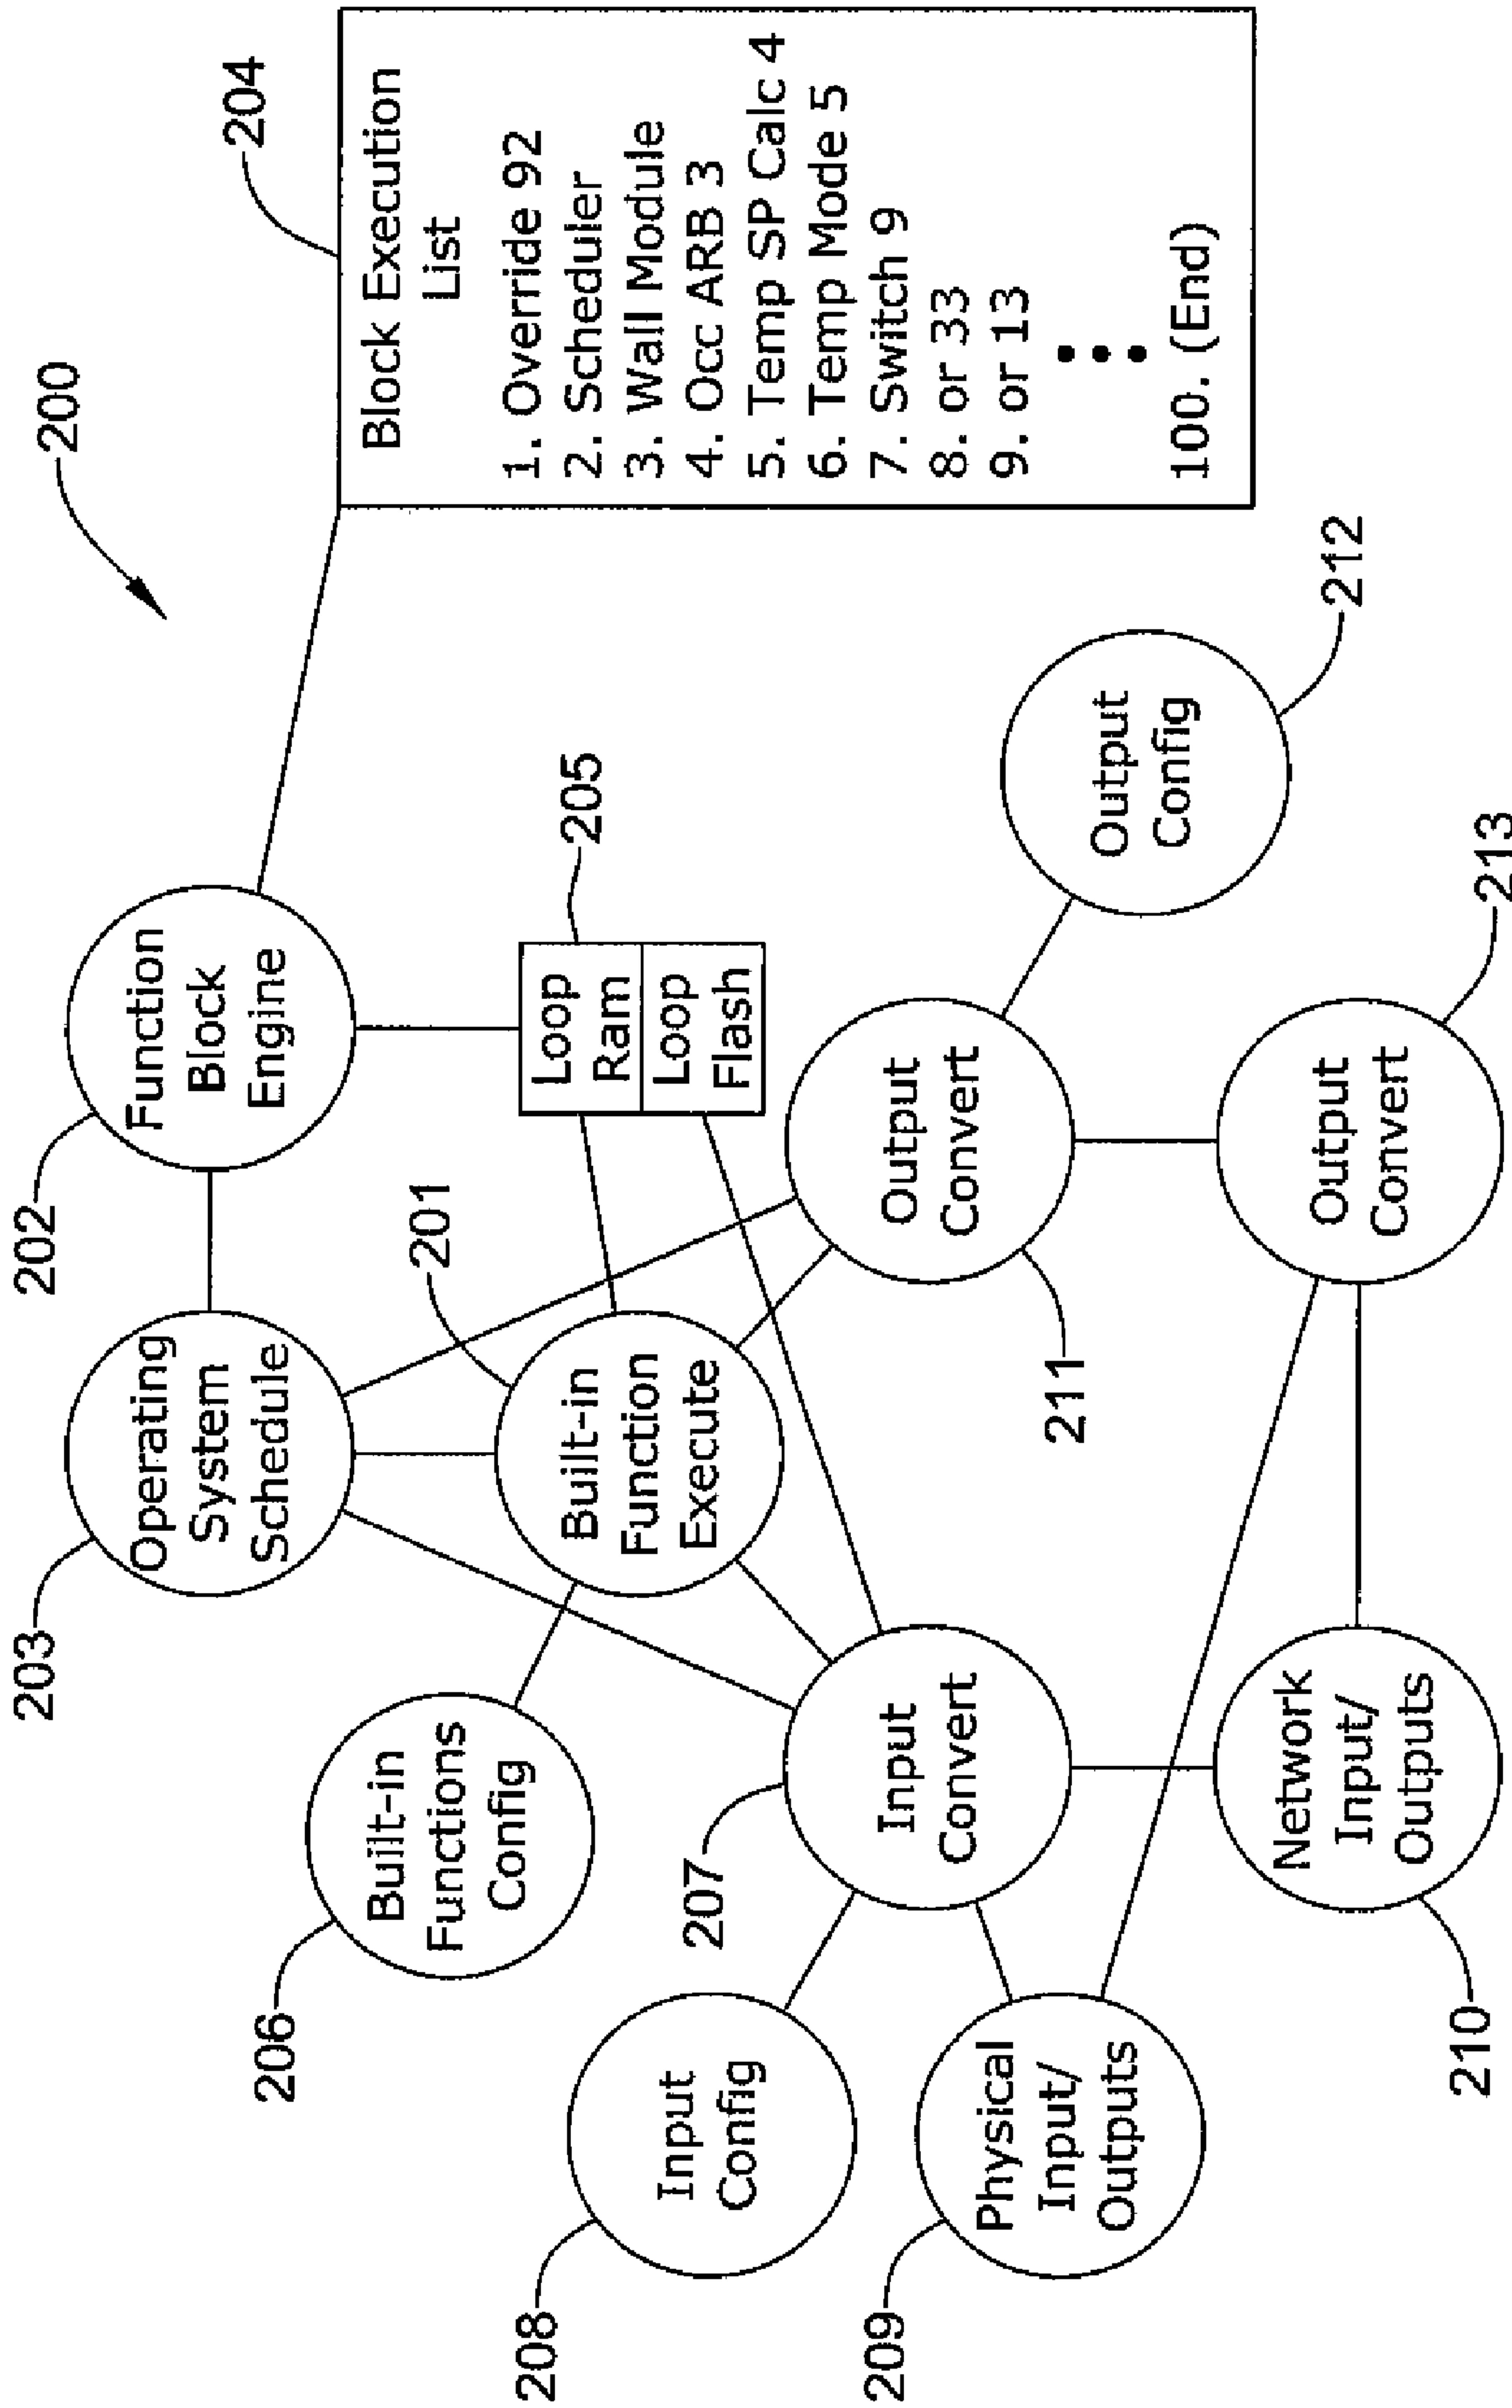 200
203
Operating
System
Schedule
202
Function
Block
Engine
204
Block Execution
List
1. Override 92
2. Scheduler
3. Wall Module
4. Occ ARB 3
5. Temp SP Calc 4
6. Temp Mode 5
7. Switch 9
8. or 33
9. or 13
100. (End)
206
Built-in
Functions
Config
201
Built-in
Function
Execute
205
Loop
Ram
Loop
Flash
208
Input
Config
207
Input
Convert
211
Output
Convert
212
Output
Config
209
Physical
Input/
Outputs
210
Network
Input/
Outputs
213
Output
Convert